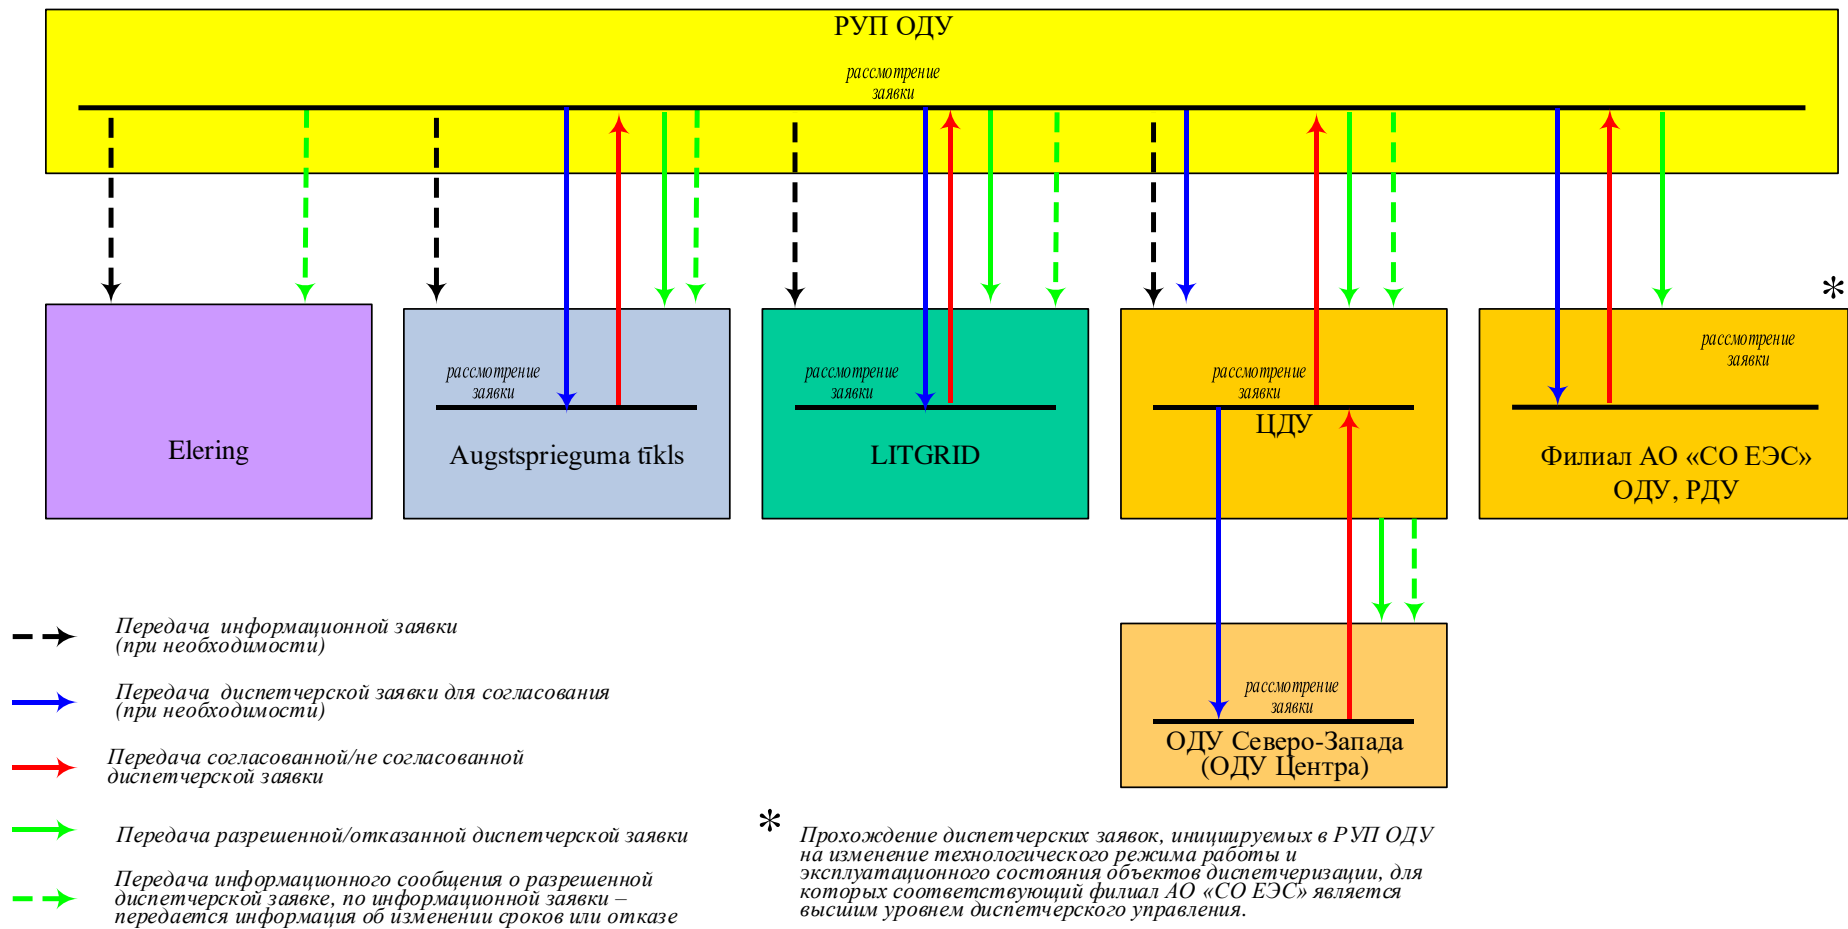 РУП ОДУ
рассмотрение
заявки
*
рассмотрение
заявки
Elering
рассмотрение
заявки
Augstsprieguma tīkls
рассмотрение
заявки
LITGRID
рассмотрение
заявки
ЦДУ
Филиал АО «СО ЕЭС»
ОДУ, РДУ
рассмотрение
заявки
ОДУ Северо-Запада
(ОДУ Центра)
Передача информационной заявки
(при необходимости)
Передача диспетчерской заявки для согласования
(при необходимости)
Передача согласованной/не согласованной
диспетчерской заявки
Передача разрешенной/отказанной диспетчерской заявки
Передача информационного сообщения о разрешенной
диспетчерской заявке, по информационной заявки –
передается информация об изменении сроков или отказе
*
Прохождение диспетчерских заявок, инициируемых в РУП ОДУ
на изменение технологического режима работы и
эксплуатационного состояния объектов диспетчеризации, для
которых соответствующий филиал АО «СО ЕЭС» является
высшим уровнем диспетчерского управления.